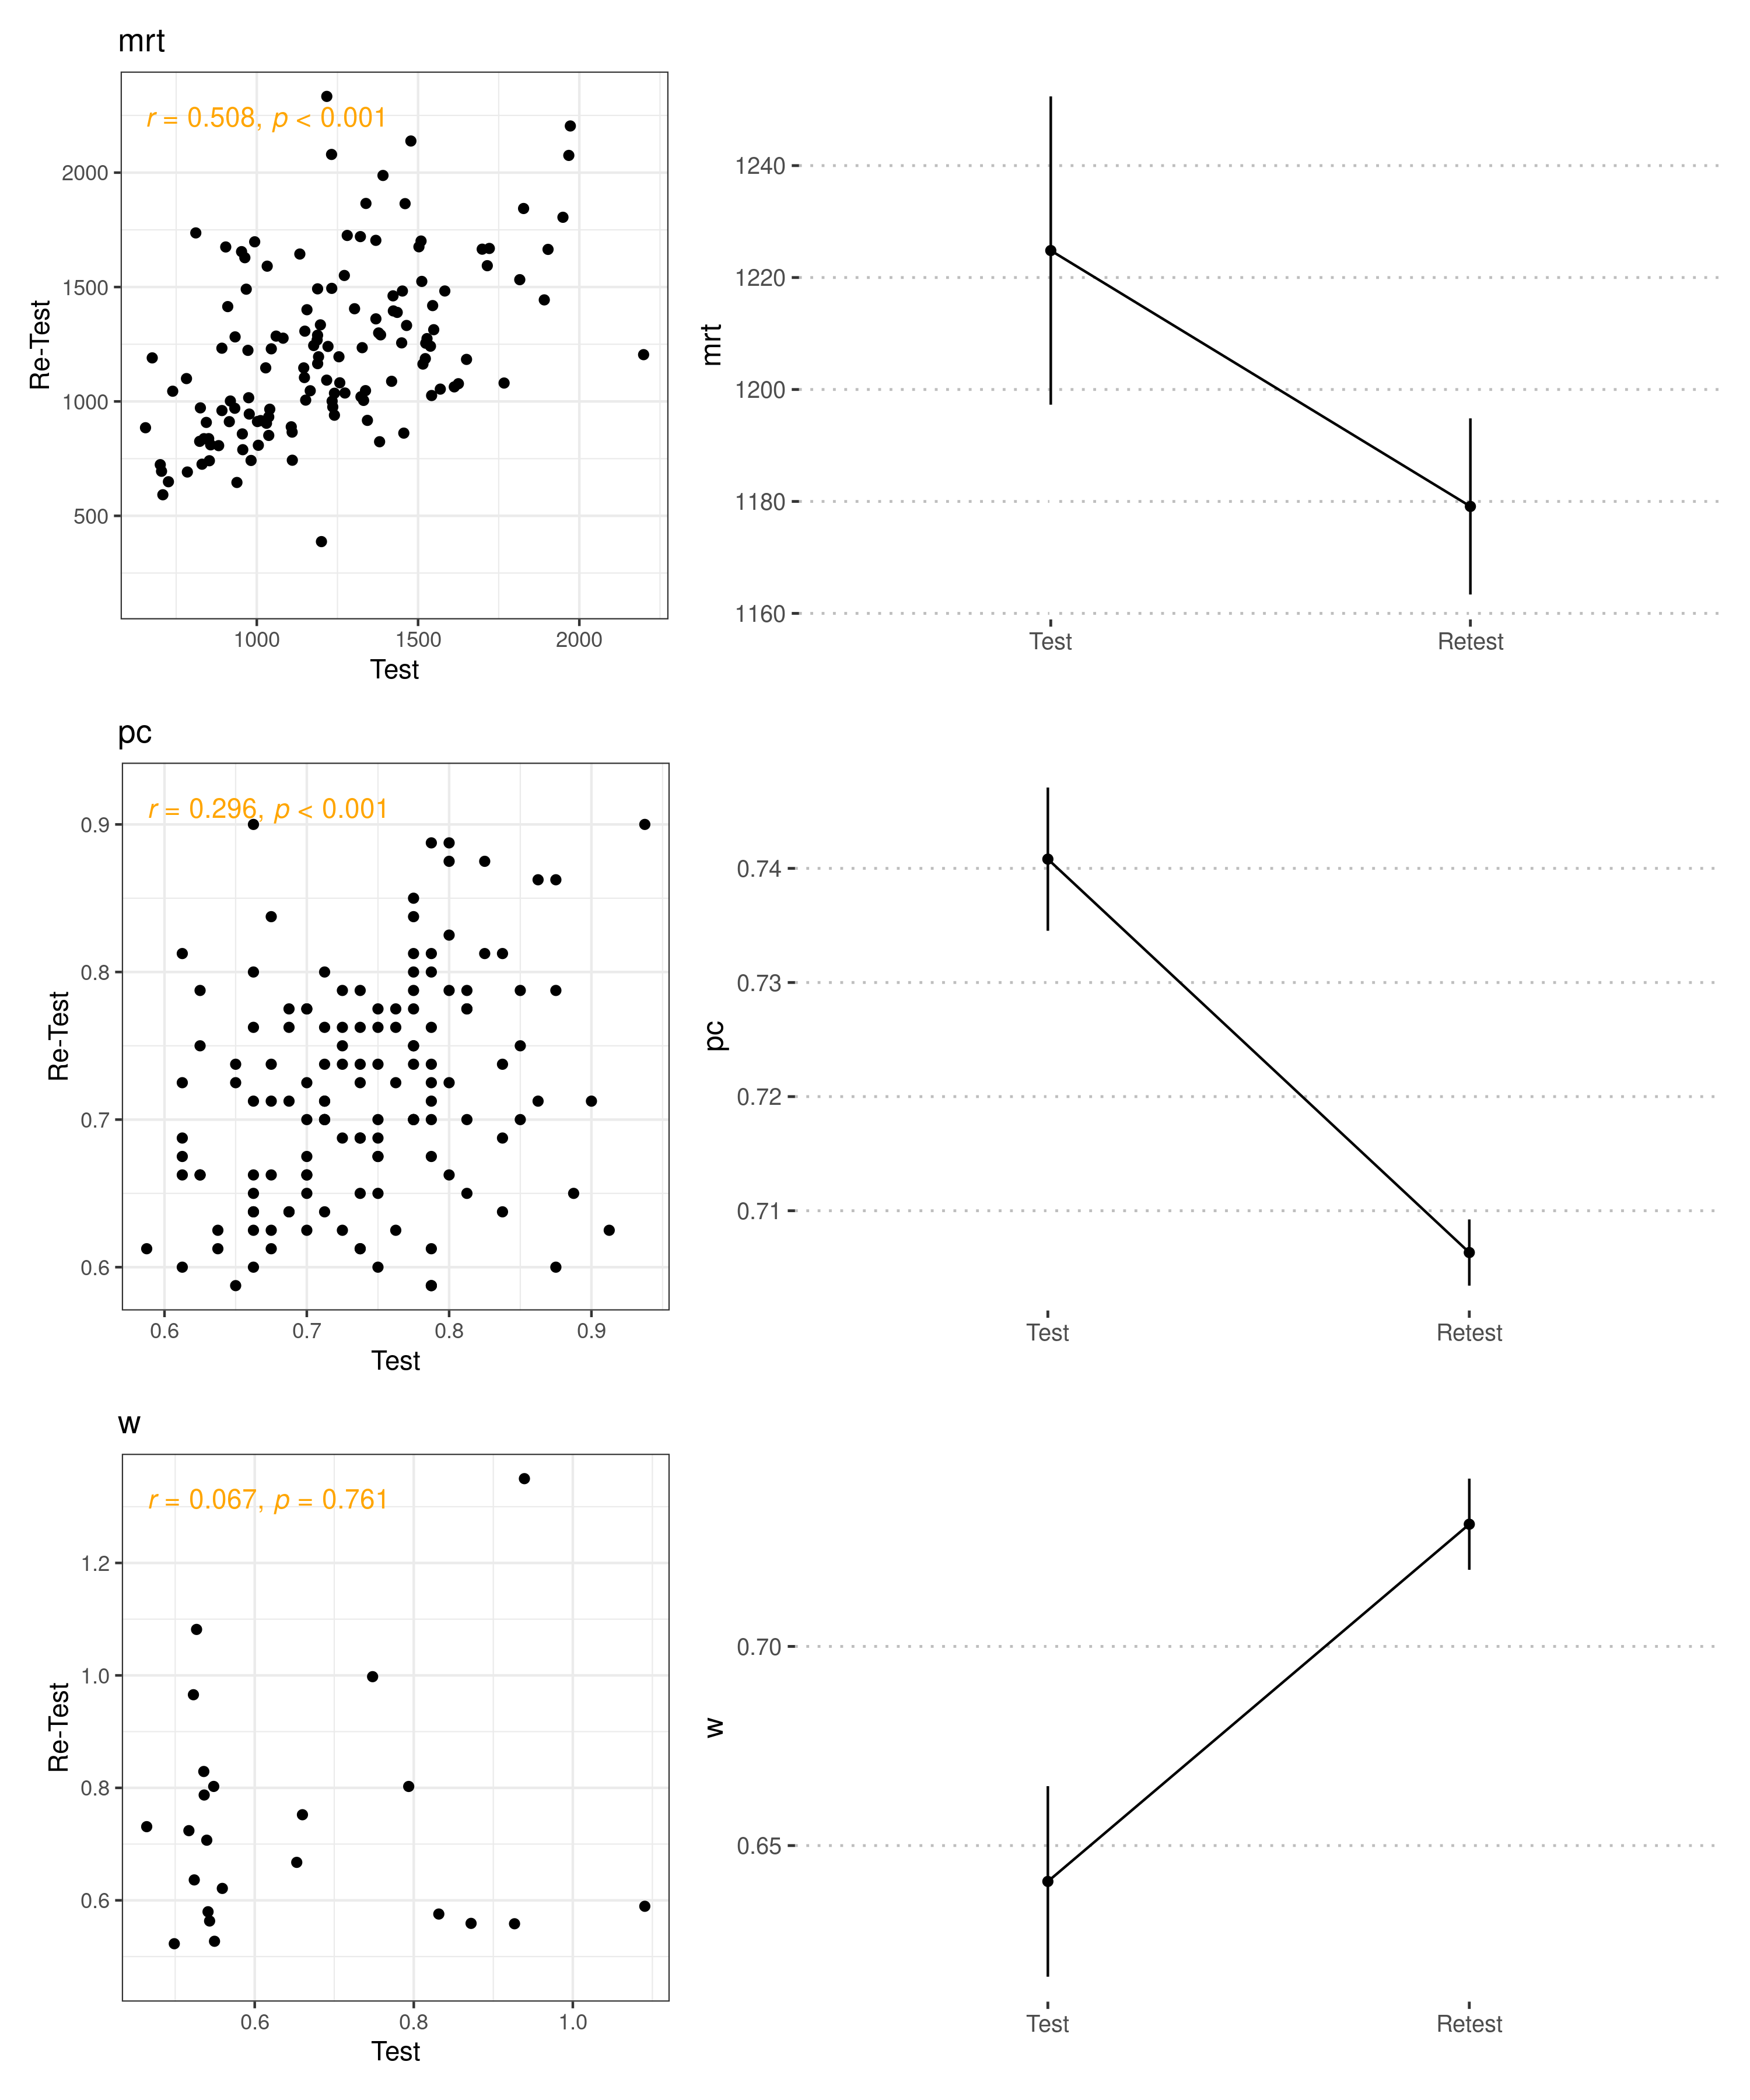 mrt
r = 0.508, p < 0.001
2000
1500
1000
500
Re-Test
1000 1500 2000
Test
1240
1220
1200
1180
1160
mrt
Test Retest
pc
r = 0.296, p < 0.001
0.9
0.8
0.7
0.6
Re-Test
0.6 0.7 0.8 0.9
Test
0.74
0.73
0.72
0.71
pc
Test Retest
w
r = 0.067, p = 0.761
1.2
1.0
0.8
0.6
Re-Test
0.6 0.8 1.0
Test
0.70
0.65
w
Test Retest